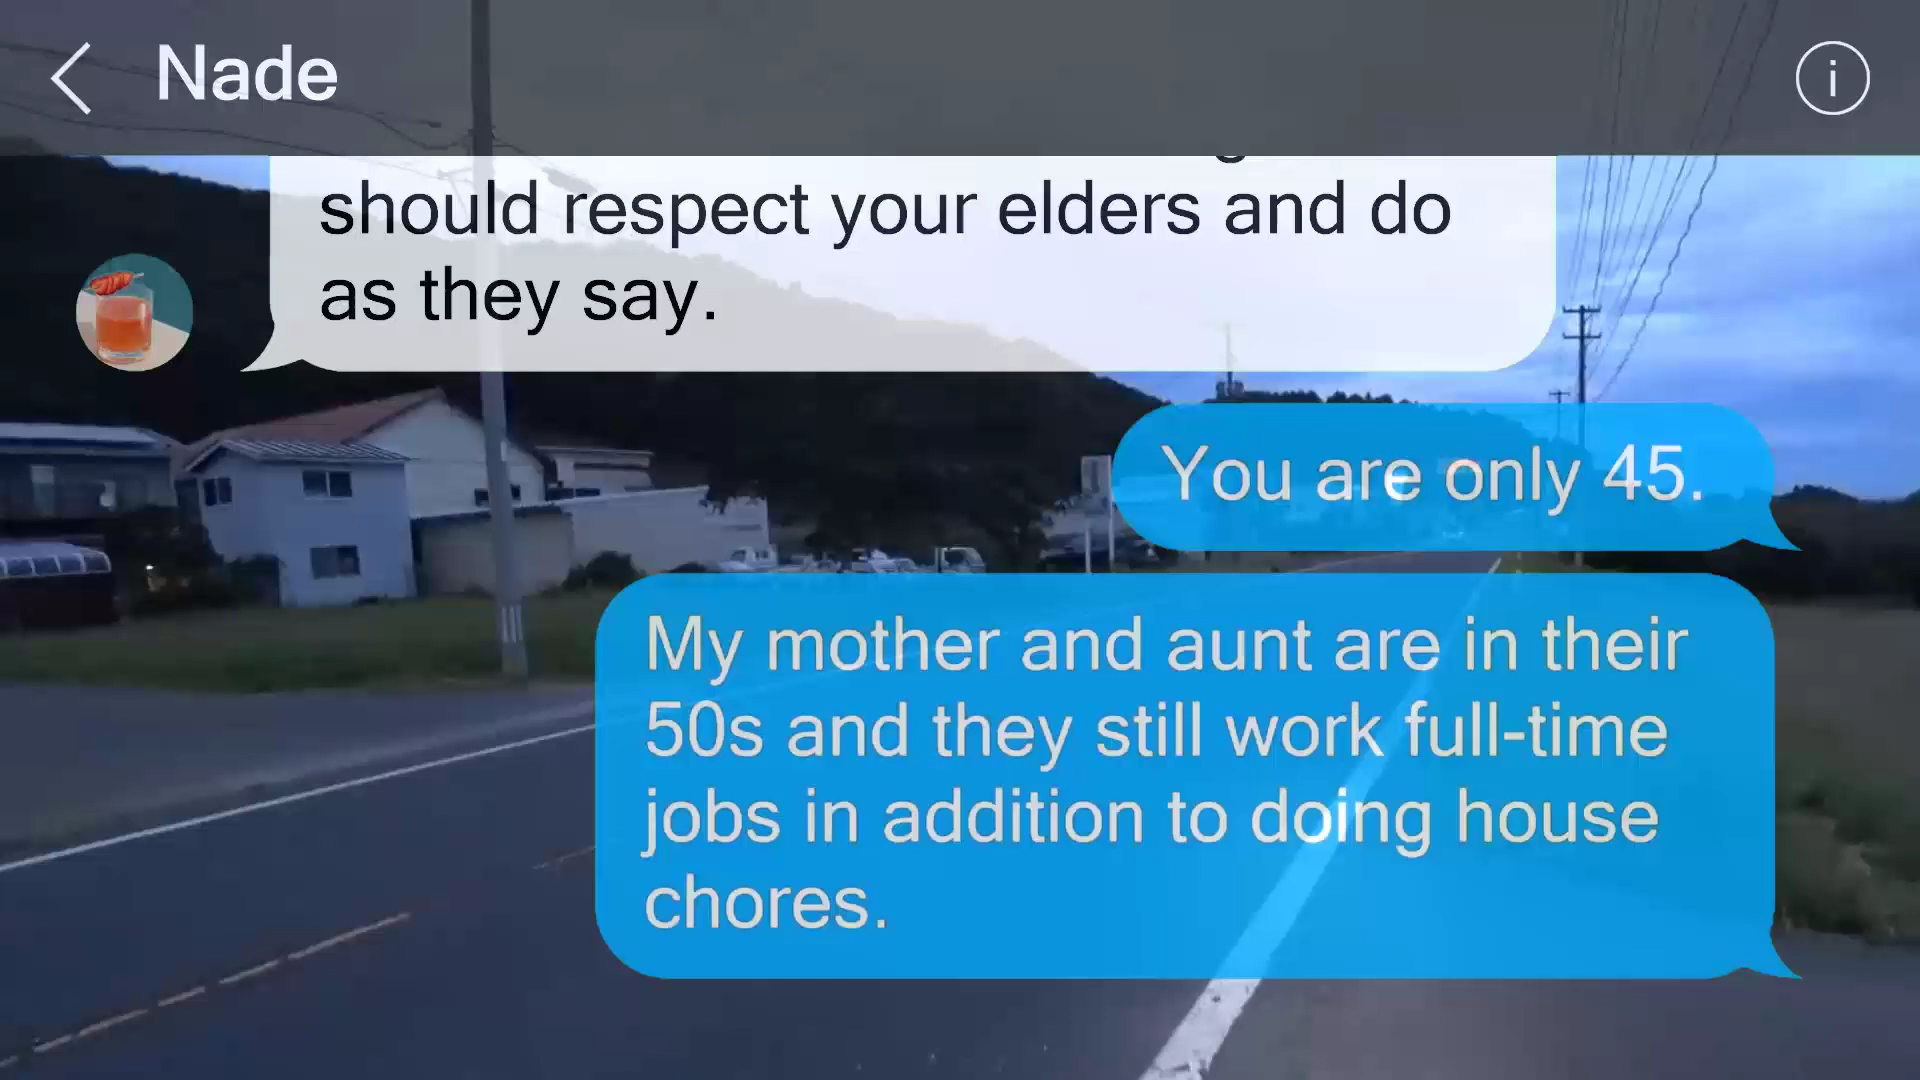 Nade
should respect your elders and do
as they say.
You are only 45.
My mother and aunt are in their
50s and they still work full-time
jobs in addition to doing house
chores.